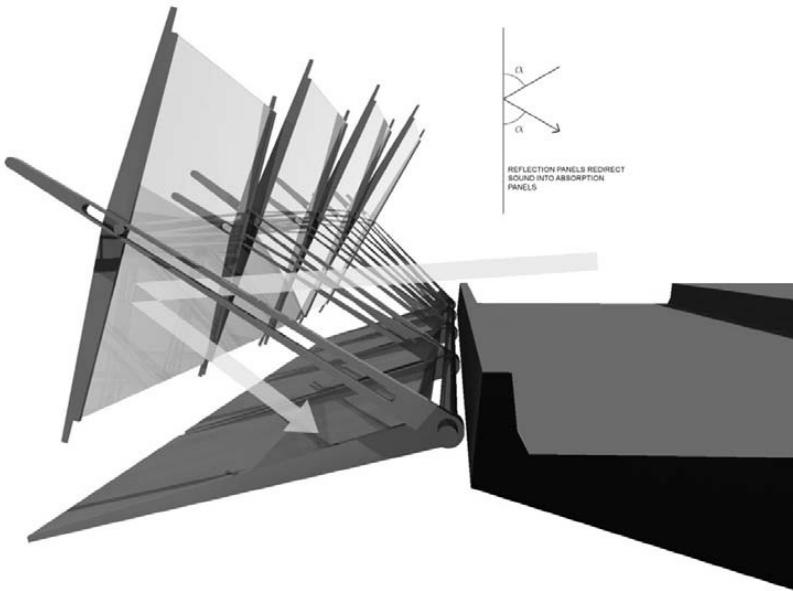 α
α
REFLECTION PANELS REDIRECT
SOUND INTO ABSORPTION
PANELS